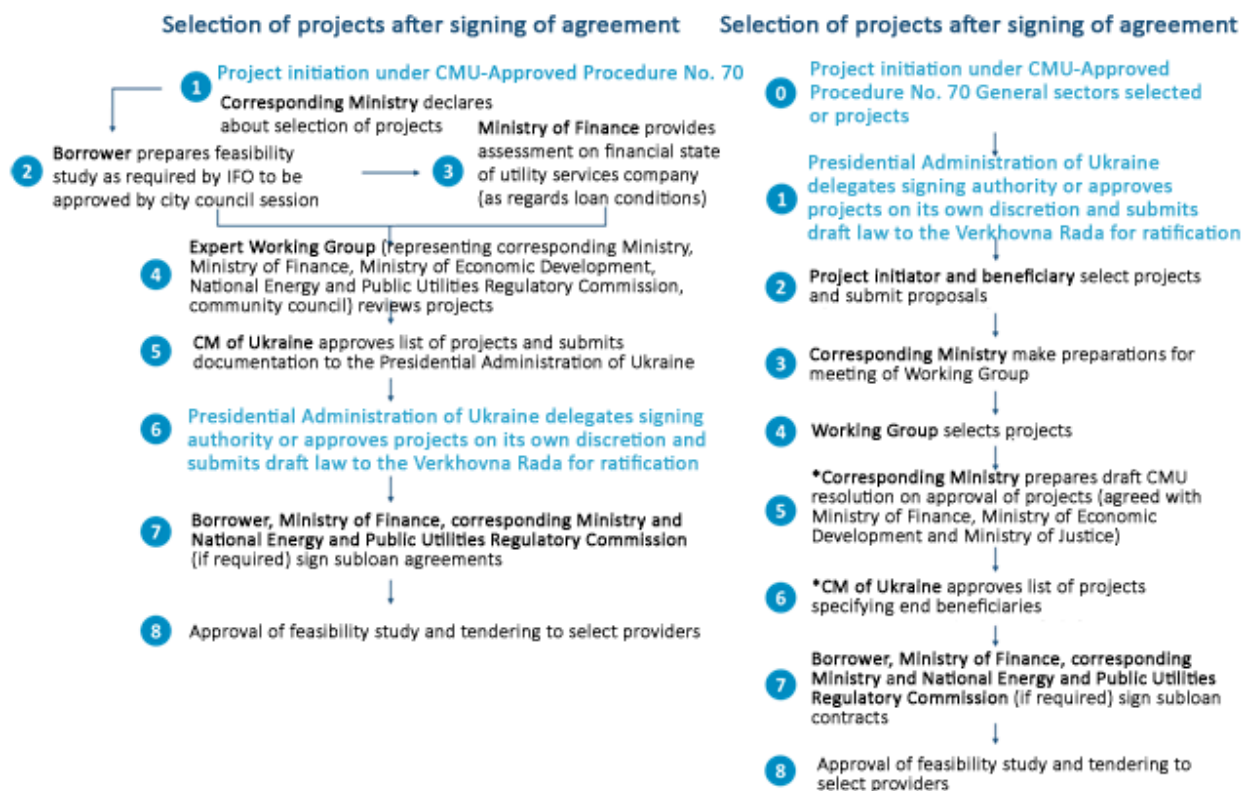 Selection of projects after signing of agreement
1
Project initiation under CMU-Approved Procedure No. 70
Corresponding Ministry declares
about selection of projects
2
Borrower prepares feasibility
study as required by IFO to be
approved by city council session
3
Ministry of Finance provides
assessment on financial state
of utility services company
(as regards loan conditions)
4
Expert Working Group (representing corresponding Ministry,
Ministry of Finance, Ministry of Economic Development,
National Energy and Public Utilities Regulatory Commission,
community council) reviews projects
5
CM of Ukraine approves list of projects and submits
documentation to the Presidential Administration of Ukraine
6
Presidential Administration of Ukraine delegates signing
authority or approves projects on its own discretion and
submits draft law to the Verkhovna Rada for ratification
7
Borrower, Ministry of Finance, corresponding Ministry and
National Energy and Public Utilities Regulatory Commission
(if required) sign subloan agreements
8
Approval of feasibility study and tendering to select providers
Selection of projects after signing of agreement
0
Project initiation under CMU-Approved
Procedure No. 70 General sectors selected
or projects
1
Presidential Administration of Ukraine
delegates signing authority or approves
projects on its own discretion and submits
draft law to the Verkhovna Rada for ratification
2
Project initiator and beneficiary select projects
and submit proposals
3
Corresponding Ministry make preparations for
meeting of Working Group
4
Working Group selects projects
5
*Corresponding Ministry prepares draft CMU
resolution on approval of projects (agreed with
Ministry of Finance, Ministry of Economic
Development and Ministry of Justice)
6
*CM of Ukraine approves list of projects
specifying end beneficiaries
7
Borrower, Ministry of Finance, corresponding
Ministry and National Energy and Public Utilities
Regulatory Commission (if required) sign subloan
contracts
8
Approval of feasibility study and tendering to
select providers